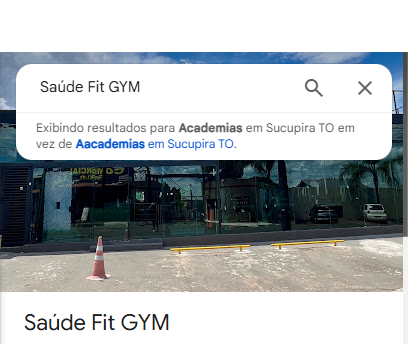 Saúde Fit GYM
Exibindo resultados para Academias em Sucupira TO em
vez de Aacademias em Sucupira TO.
Saúde Fit GYM